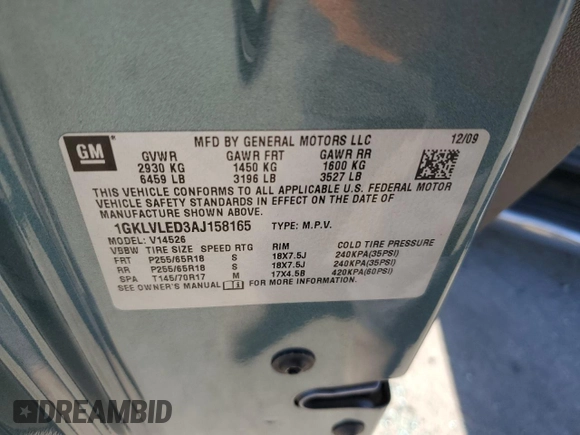 GM
MFD BY GENERAL MOTORS LLC 12/09
GVWR GAWR FRT GAWR RR
2930 KG 1450 KG 1600 KG
6459 LB 3196 LB 3527 LB
THIS VEHICLE CONFORMS TO ALL APPLICABLE U.S. FEDERAL MOTOR
VEHICLE SAFETY STANDARDS IN EFFECT ON THE DATE OF
MANUFACTURE SHOWN ABOVE.
1GKLVLED3AJ158165 TYPE: M.P.V.
MODEL: V14526
VBBW TIRE SIZE SPEED RTG RIM COLD TIRE PRESSURE
FRT P255/65R18 S 18X7.5J 240KPA(35PSI)
RR P255/65R18 S 18X7.5J 240KPA(35PSI)
SPA T145/70R17 M 17X4.5B 420KPA(60PSI)
SEE OWNER'S MANUAL
DREAMBID